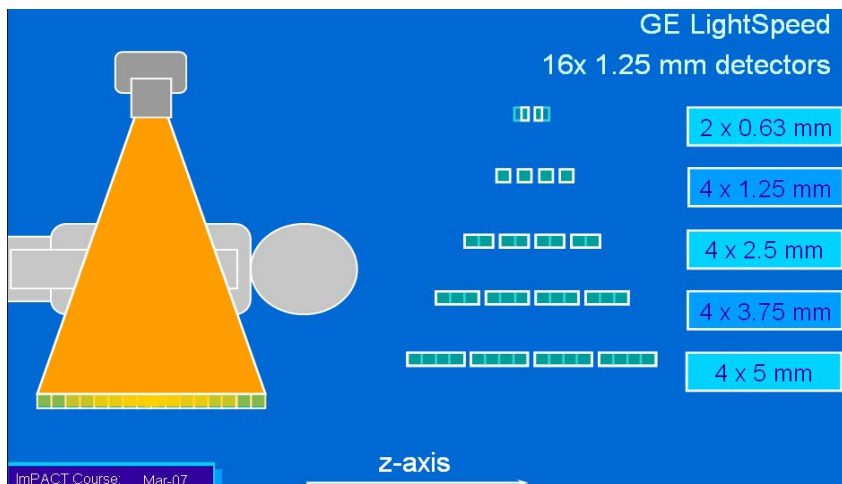 GE LightSpeed
16x 1.25 mm detectors
2 x 0.63 mm
4 x 1.25 mm
4 x 2.5 mm
4 x 3.75 mm
4 x 5 mm
z-axis
ImPACT Course: Mar-07